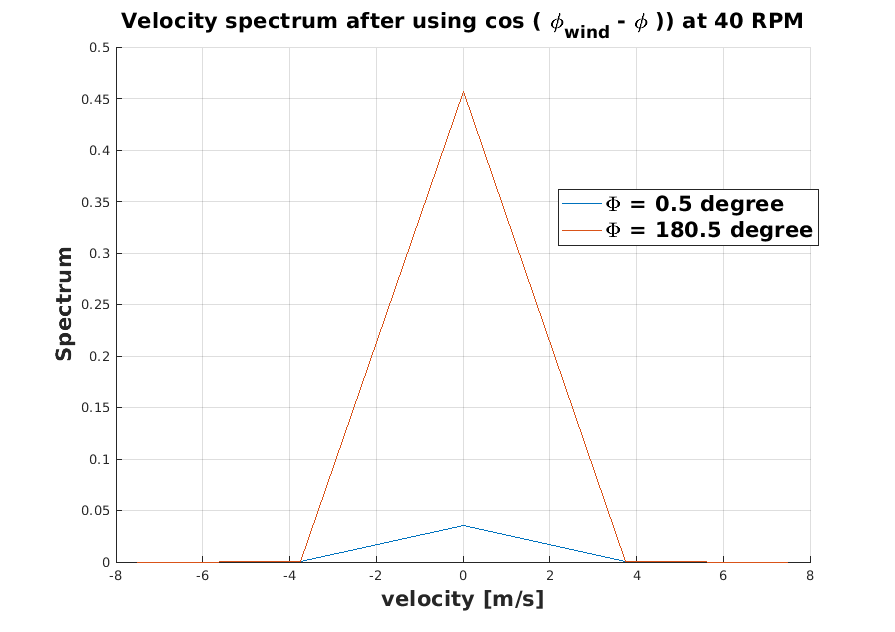 Velocity spectrum after using cos ( ϕwind - ϕ )) at 40 RPM
0.5
0.45
0.4
0.35
0.3
0.25
0.2
0.15
0.1
0.05
0
Spectrum
Φ = 0.5 degree
Φ = 180.5 degree
-8 -6 -4 -2 0 2 4 6 8
velocity [m/s]